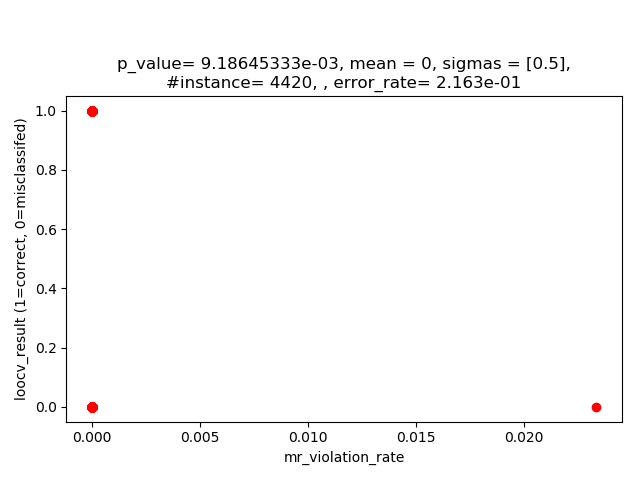 p_value= 9.18645333e-03, mean = 0, sigmas = [0.5],
#instance= 4420, , error_rate= 2.163e-01
1.0
0.8
0.6
0.4
0.2
0.0
loocv_result (1=correct, 0=misclassifed)
0.000
0.005
0.010
0.015
0.020
mr_violation_rate